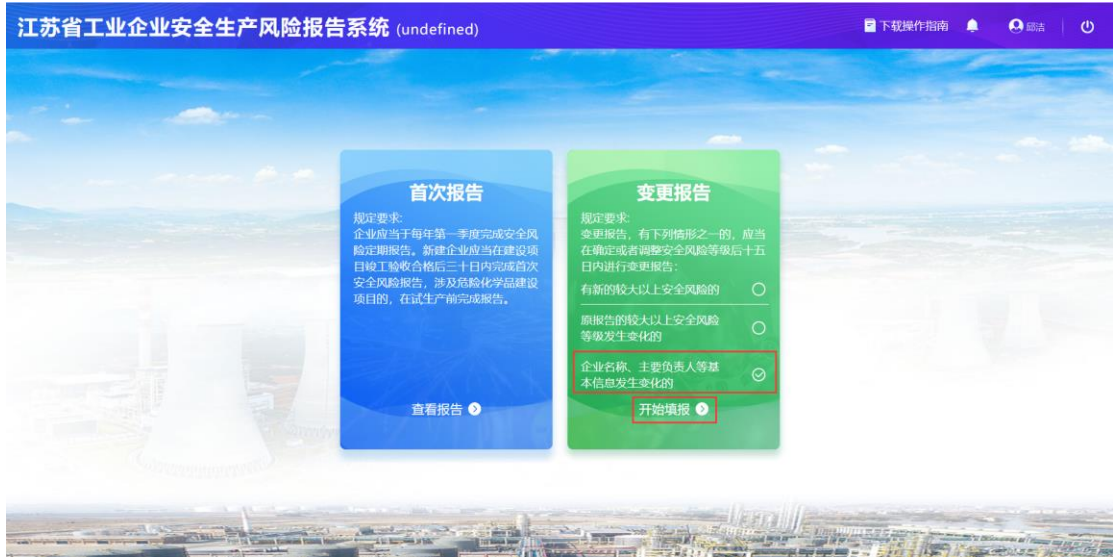 江苏省工业企业安全生产风险报告系统 (undefined)
下载操作指南
邱洁
首次报告
规定要求:
企业应当于每年第一季度完成安全风
险定期报告。新建企业应当在建设项
目竣工验收合格后三十日内完成首次
安全风险报告，涉及危险化学品建设
项目的，在试生产前完成报告。
查看报告
变更报告
规定要求:
变更报告，有下列情形之一的，应当
在确定或者调整安全风险等级后十五
日内进行变更报告：
有新的较大以上安全风险的
原报告的较大以上安全风险
等级发生变化的
企业名称、主要负责人等基
本信息发生变化的
开始填报